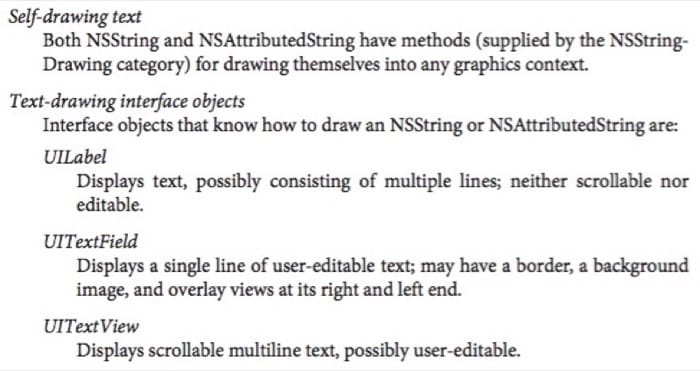 Self-drawing text
Both NSString and NSAttributedString have methods (supplied by the NSString-
Drawing category) for drawing themselves into any graphics context.
Text-drawing interface objects
Interface objects that know how to draw an NSString or NSAttributedString are:
UILabel
Displays text, possibly consisting of multiple lines; neither scrollable nor
editable.
UITextField
Displays a single line of user-editable text; may have a border, a background
image, and overlay views at its right and left end.
UITextView
Displays scrollable multiline text, possibly user-editable.